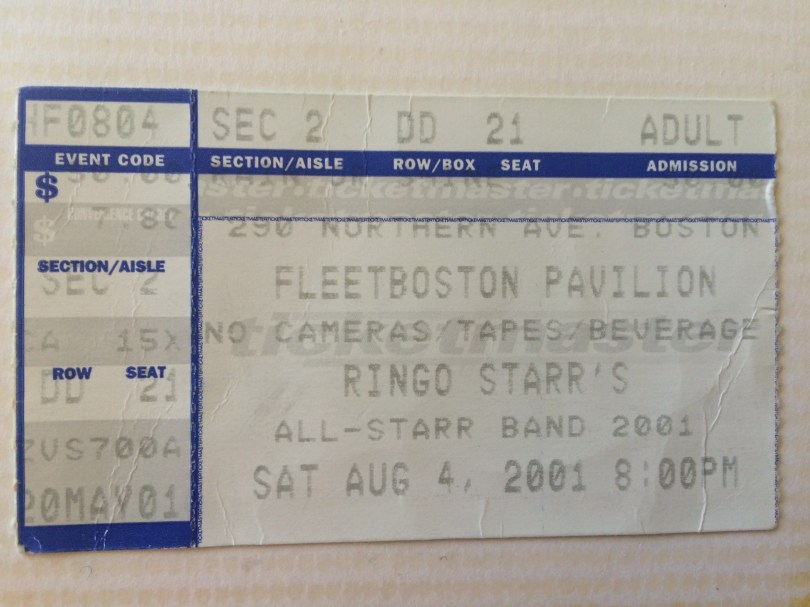 HF0804 SEC 2 DD 21 ADULT
EVENT CODE SECTION/AISLE ROW/BOX SEAT ADMISSION
$
$ CONVENIENCE 7.80
290 NORTHERN AVE. BOSTON
SECTION/AISLE
SEC 2
FLEETBOSTON PAVILION
CA 15X
NO CAMERAS/TAPES/BEVERAGE
ticketmaster
ROW SEAT
DD 21
RINGO STARR'S
ZVS700A
ALL-STARR BAND 2001
20MAY01
SAT AUG 4, 2001 8:00PM